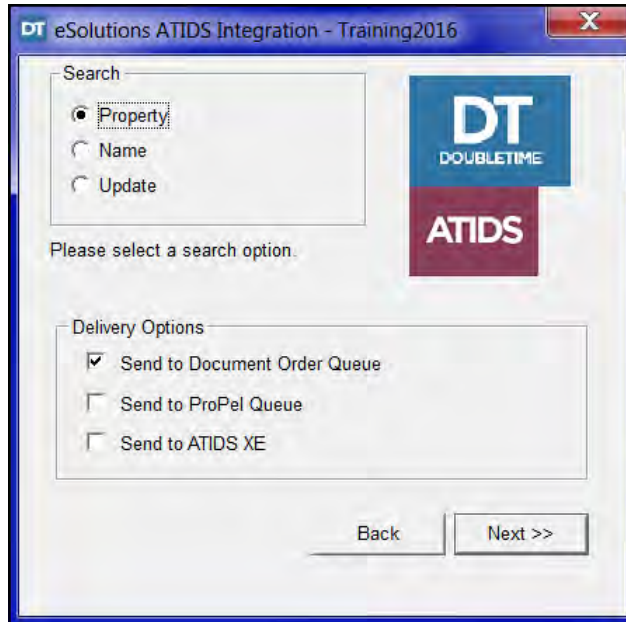 DT eSolutions ATIDS Integration - Training2016
Search
Property
Name
Update
DT
DOUBLETIME
ATIDS
Please select a search option.
Delivery Options
Send to Document Order Queue
Send to ProPel Queue
Send to ATIDS XE
Back Next >>